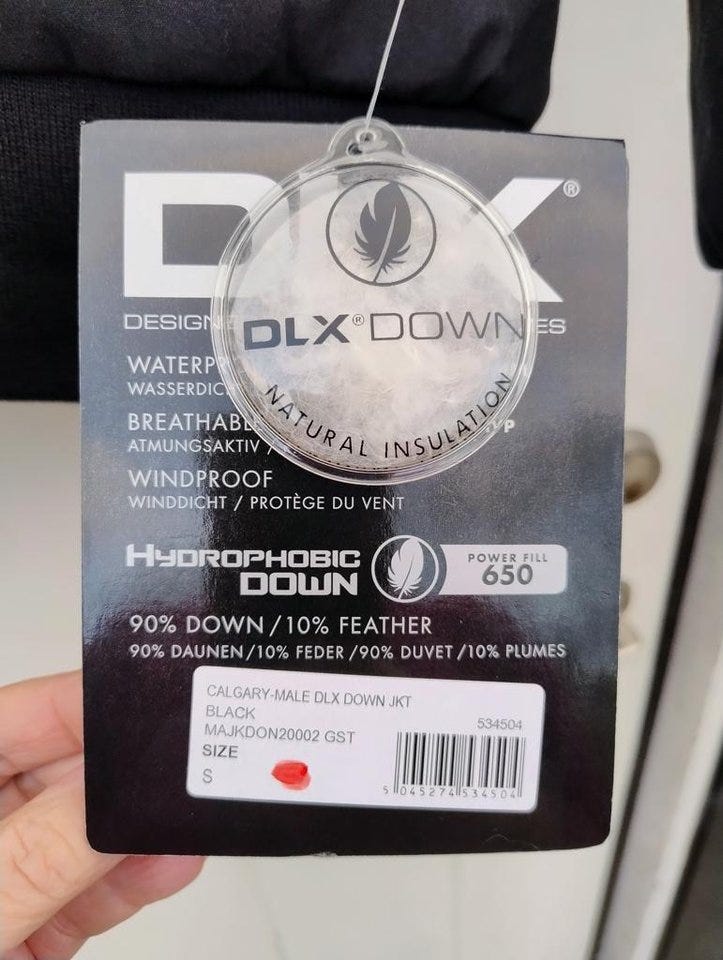 DLX®
DESIGN
DLX® DOWN
NATURAL INSULATION
ES
WATERP
WASSERDIC
BREATHABL
ATMUNGSAKTIV /
WINDPROOF
WINDDICHT / PROTÈGE DU VENT
HYDROPHOBIC
DOWN
POWER FILL
650
90% DOWN / 10% FEATHER
90% DAUNEN / 10% FEDER / 90% DUVET / 10% PLUMES
CALGARY-MALE DLX DOWN JKT
BLACK
MAJKDON20002 GST
534504
SIZE
S
5 045274 534504